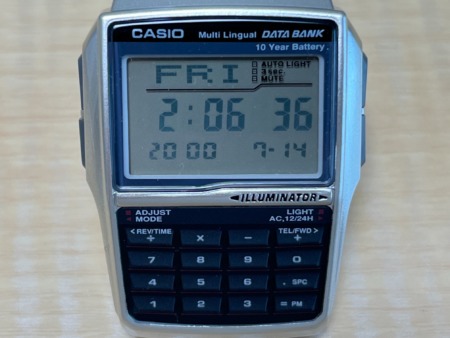 CASIO Multi Lingual DATA BANK
10 Year Battery
FRI AUTO LIGHT
3 sec.
MUTE
2:06 36
2000 7-14
ILLUMINATOR
ADJUST LIGHT
MODE AC,12/24H
<REV/TIME TEL/FWD>
+ × - ÷
7 8 9 0
4 5 6 . SPC
1 2 3 = PM